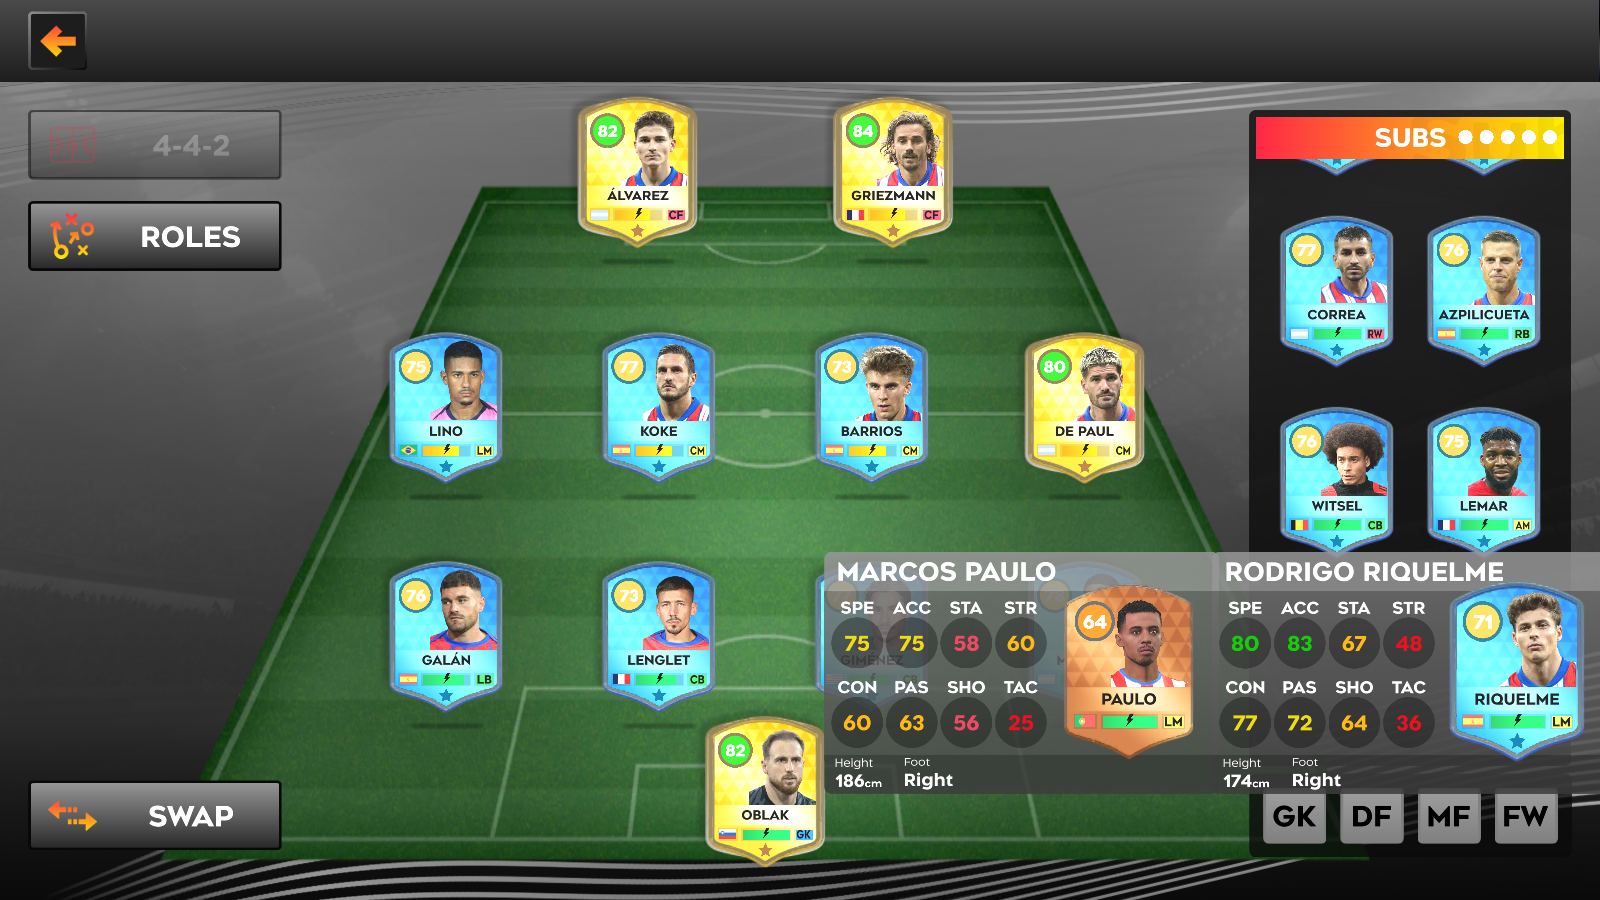 4-4-2
ROLES
SWAP
82
ÁLVAREZ
CF
84
GRIEZMANN
CF
75
LINO
LM
77
KOKE
CM
73
BARRIOS
CM
80
DE PAUL
CM
76
GALÁN
LB
73
LENGLET
CB
GIMÉNEZ
82
OBLAK
GK
SUBS
77
CORREA
RW
76
AZPILICUETA
RB
76
WITSEL
CB
75
LEMAR
AM
MARCOS PAULO
SPE ACC STA STR
75 75 58 60
CON PAS SHO TAC
60 63 56 25
Height Foot
186cm Right
64
PAULO
LM
RODRIGO RIQUELME
SPE ACC STA STR
80 83 67 48
CON PAS SHO TAC
77 72 64 36
Height Foot
174cm Right
71
RIQUELME
LM
GK DF MF FW